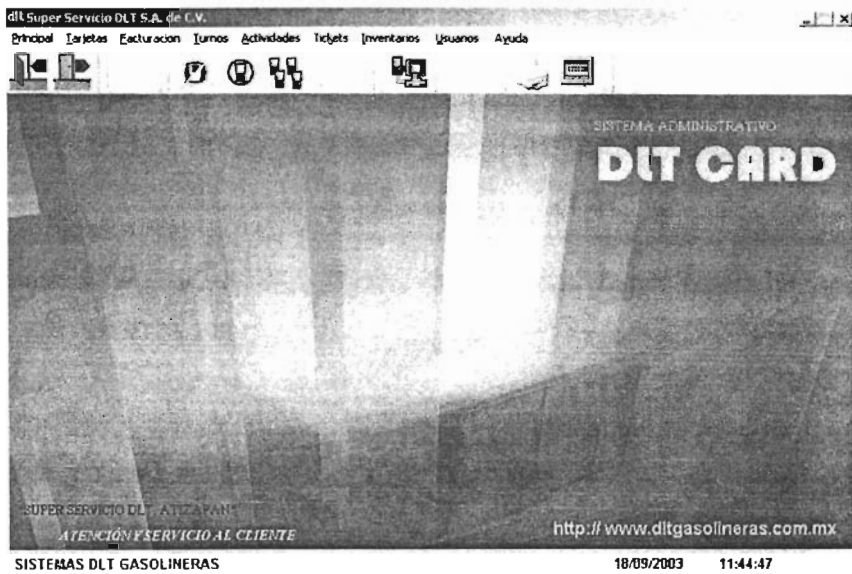 dlt Super Servicio DLT S.A. de C.V.
Principal Tarjetas Facturacion Turnos Actividades Tickets Inventarios Usuarios Ayuda
SISTEMA ADMINISTRATIVO
DLT CARD
"SUPER SERVICIO DLT, ATIZAPAN"
ATENCIÓN Y SERVICIO AL CLIENTE
http:// www.dltgasolineras.com.mx
SISTEMAS DLT GASOLINERAS 18/09/2003 11:44:47